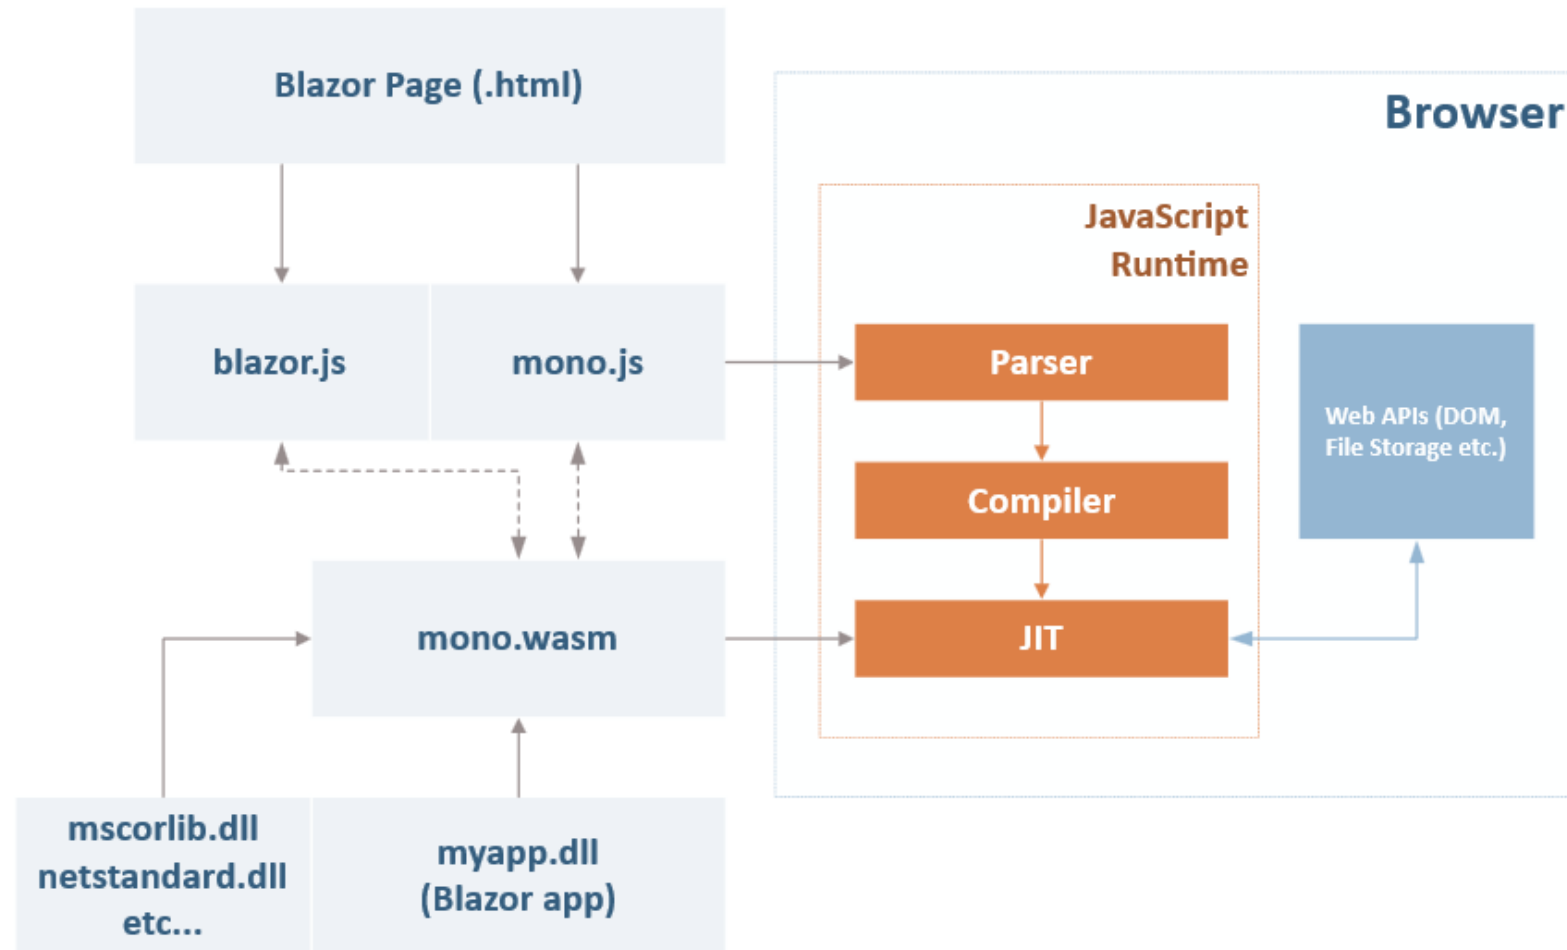 Blazor Page (.html)
Browser
JavaScript
Runtime
blazor.js
mono.js
Parser
Web APIs (DOM,
File Storage etc.)
Compiler
mono.wasm
JIT
mscorlib.dll
netstandard.dll
etc...
myapp.dll
(Blazor app)